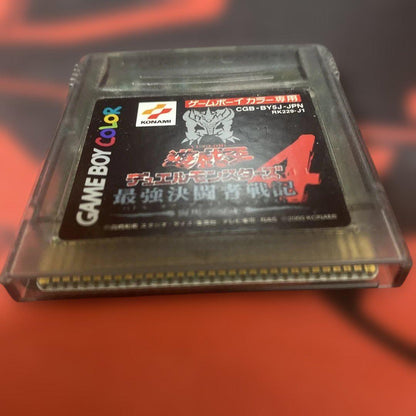 GAME BOY COLOR
KONAMI
ゲームボーイカラー専用
CGB-BY5J-JPN
RK229-J1
遊戯王
デュエルモンスターズ4
最強決闘者戦記